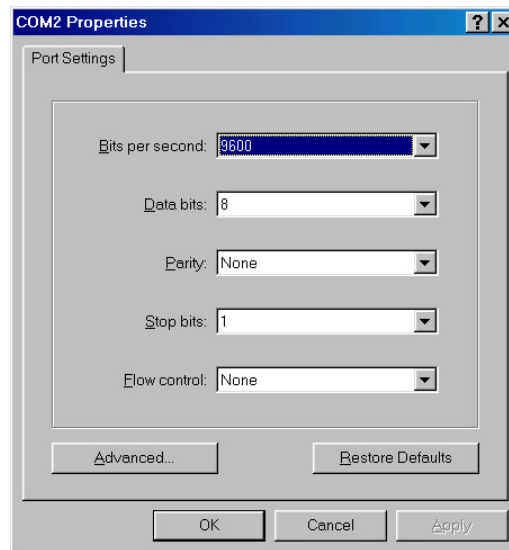 COM2 Properties
Port Settings
Bits per second: 9600
Data bits: 8
Parity: None
Stop bits: 1
Flow control: None
Advanced... Restore Defaults
OK Cancel Apply